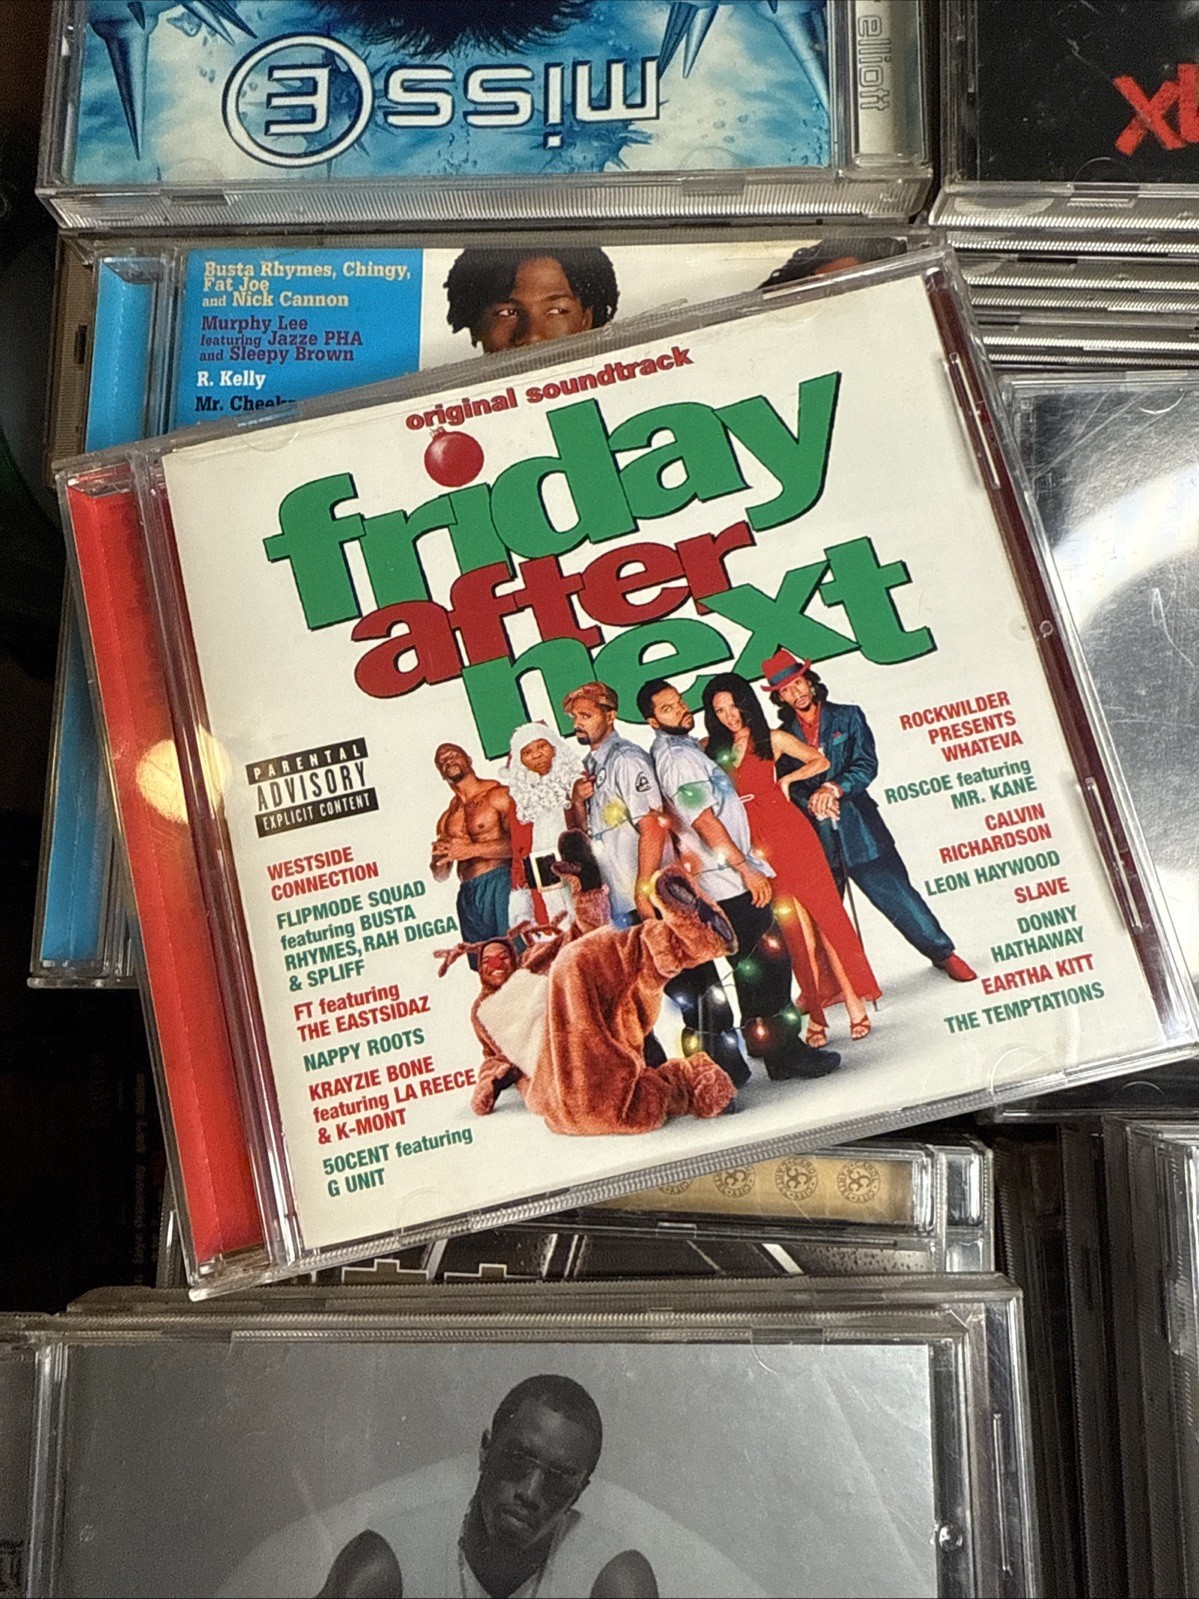 miss E
elliott
Busta Rhymes, Chingy,
Fat Joe
and Nick Cannon
Murphy Lee
featuring Jazze PHA
and Sleepy Brown
R. Kelly
Mr. Cheeks
original soundtrack
friday
after
next
PARENTAL
ADVISORY
EXPLICIT CONTENT
WESTSIDE
CONNECTION
FLIPMODE SQUAD
featuring BUSTA
RHYMES, RAH DIGGA
& SPLIFF
FT featuring
THE EASTSIDAZ
NAPPY ROOTS
KRAYZIE BONE
featuring LA REECE
& K-MONT
50CENT featuring
G UNIT
ROCKWILDER
PRESENTS
WHATEVA
ROSCOE featuring
MR. KANE
CALVIN
RICHARDSON
LEON HAYWOOD
SLAVE
DONNY
HATHAWAY
EARTHA KITT
THE TEMPTATIONS